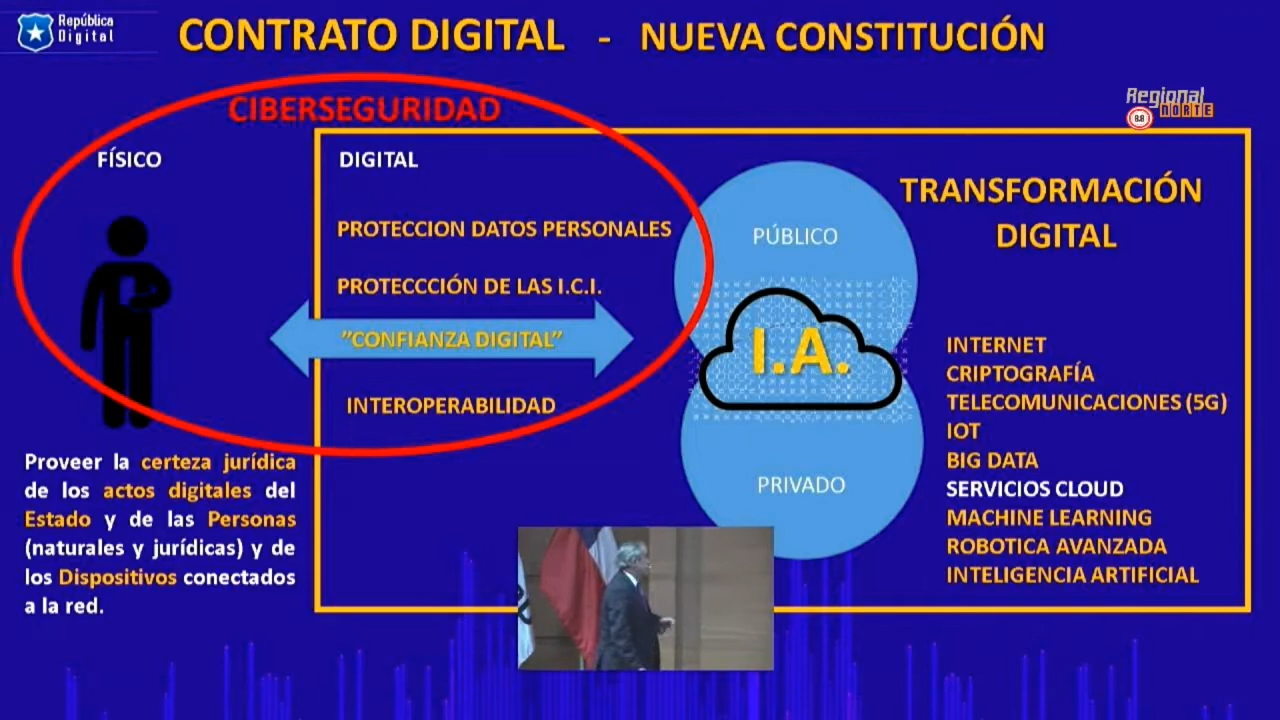 República
Digital
CONTRATO DIGITAL - NUEVA CONSTITUCIÓN
Regional
NORTE
88
CIBERSEGURIDAD
FÍSICO
DIGITAL
PROTECCION DATOS PERSONALES
PROTECCCIÓN DE LAS I.C.I.
”CONFIANZA DIGITAL”
INTEROPERABILIDAD
PÚBLICO
I.A.
PRIVADO
TRANSFORMACIÓN
DIGITAL
INTERNET
CRIPTOGRAFÍA
TELECOMUNICACIONES (5G)
IOT
BIG DATA
SERVICIOS CLOUD
MACHINE LEARNING
ROBOTICA AVANZADA
INTELIGENCIA ARTIFICIAL
Proveer la certeza jurídica
de los actos digitales del
Estado y de las Personas
(naturales y jurídicas) y de
los Dispositivos conectados
a la red.